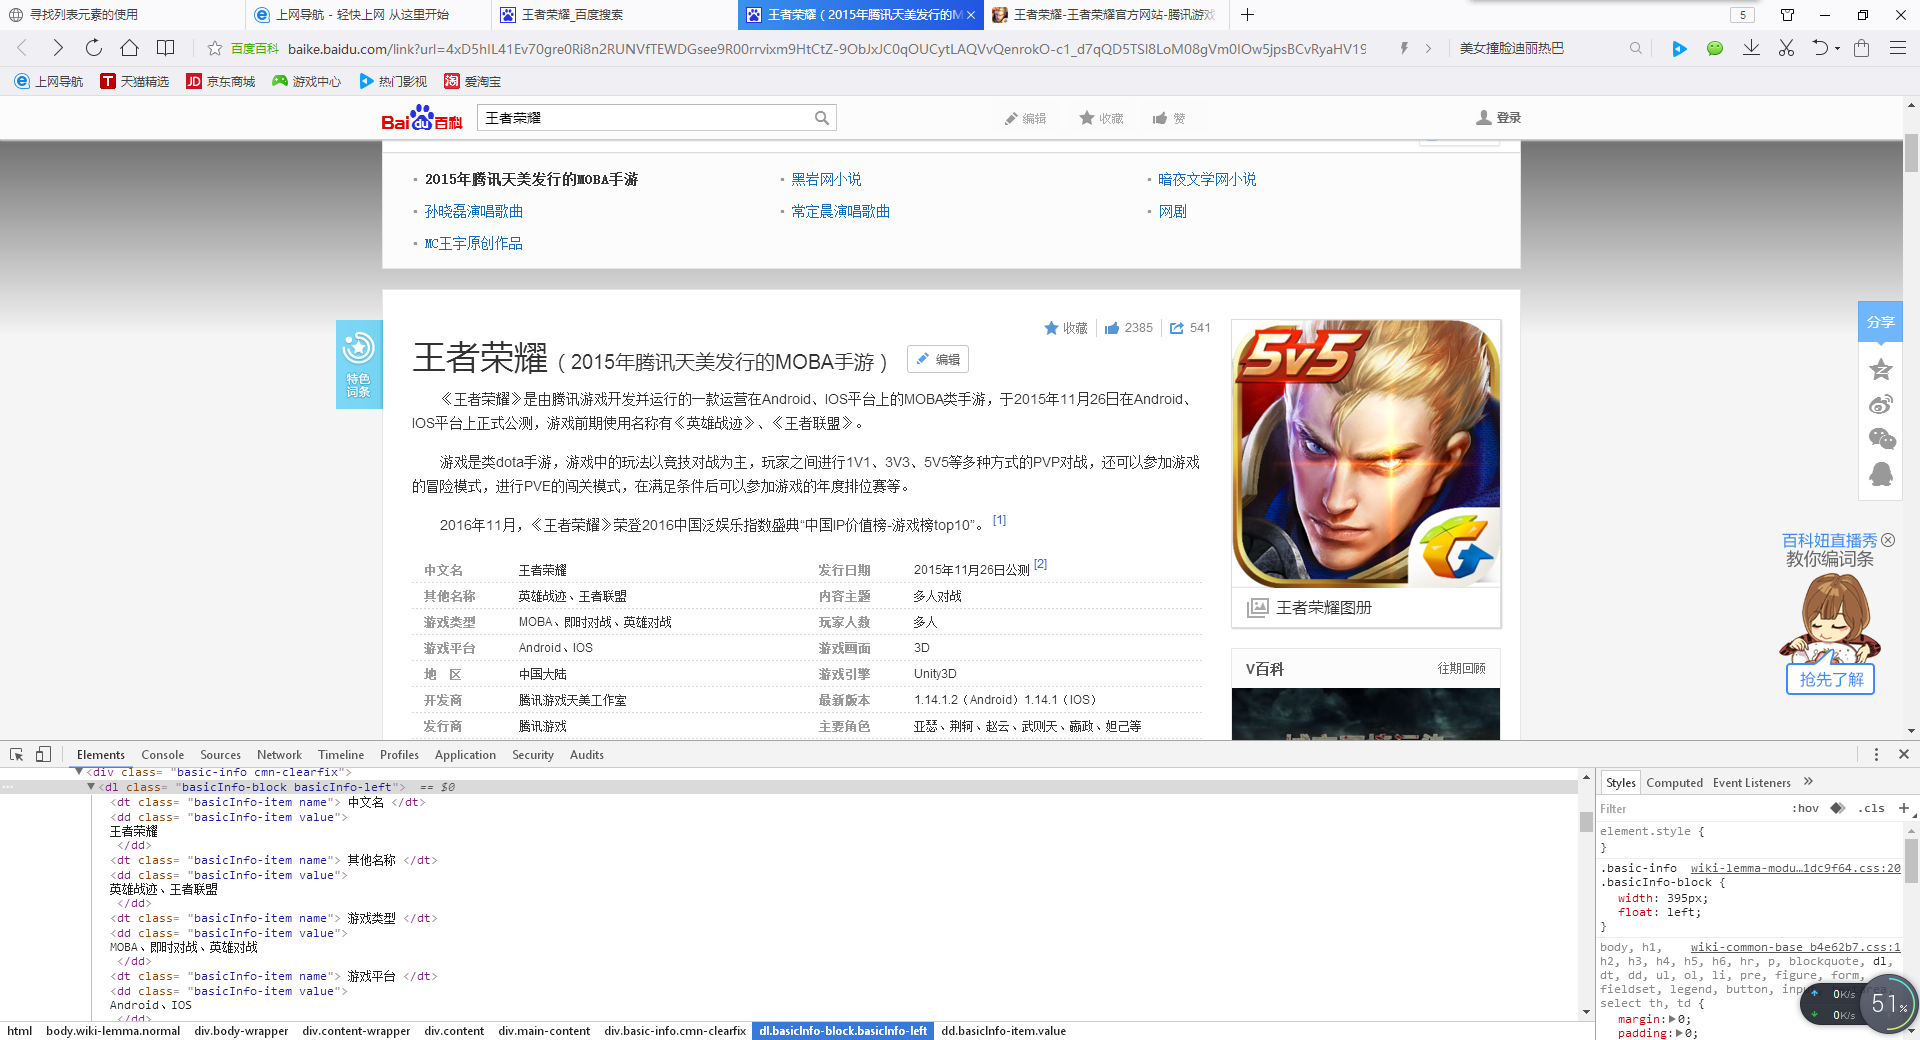 寻找列表元素的使用
上网导航 - 轻快上网 从这里开始
王者荣耀_百度搜索
王者荣耀（2015年腾讯天美发行的M
王者荣耀-王者荣耀官方网站-腾讯游戏
5
百度百科
baike.baidu.com/link?url=4xD5hIL41Ev70gre0Ri8n2RUNVfTEWDGsee9R00rrvixm9HtCtZ-9ObJxJC0qOUCytLAQVvQenrokO-c1_d7qQD5TSl8LoM08gVm0IOw5jpsBCvRyaHV19
美女撞脸迪丽热巴
上网导航
天猫精选
京东商城
游戏中心
热门影视
爱淘宝
Bai du 百科
王者荣耀
编辑
收藏
赞
登录
2015年腾讯天美发行的MOBA手游
黑岩网小说
暗夜文学网小说
孙晓磊演唱歌曲
常定晨演唱歌曲
网剧
MC王宇原创作品
特色
词条
收藏
2385
541
王者荣耀（2015年腾讯天美发行的MOBA手游）
编辑
《王者荣耀》是由腾讯游戏开发并运行的一款运营在Android、IOS平台上的MOBA类手游，于2015年11月26日在Android、
IOS平台上正式公测，游戏前期使用名称有《英雄战迹》、《王者联盟》。
游戏是类dota手游，游戏中的玩法以竞技对战为主，玩家之间进行1V1、3V3、5V5等多种方式的PVP对战，还可以参加游戏
的冒险模式，进行PVE的闯关模式，在满足条件后可以参加游戏的年度排位赛等。
2016年11月，《王者荣耀》荣登2016中国泛娱乐指数盛典“中国IP价值榜-游戏榜top10”。 [1]
中文名 王者荣耀 发行日期 2015年11月26日公测 [2]
其他名称 英雄战迹、王者联盟 内容主题 多人对战
游戏类型 MOBA、即时对战、英雄对战 玩家人数 多人
游戏平台 Android、IOS 游戏画面 3D
地 区 中国大陆 游戏引擎 Unity3D
开发商 腾讯游戏天美工作室 最新版本 1.14.1.2（Android）1.14.1（IOS）
发行商 腾讯游戏 主要角色 亚瑟、荆轲、赵云、武则天、嬴政、妲己等
5v5
王者荣耀图册
V百科
往期回顾
分享
百科妞直播秀
教你编词条
抢先了解
Elements Console Sources Network Timeline Profiles Application Security Audits
<div class= "basic-info cmn-clearfix">
<dl class= "basicInfo-block basicInfo-left"> == $0
<dt class= "basicInfo-item name"> 中文名 </dt>
<dd class= "basicInfo-item value">
王者荣耀
</dd>
<dt class= "basicInfo-item name"> 其他名称 </dt>
<dd class= "basicInfo-item value">
英雄战迹、王者联盟
</dd>
<dt class= "basicInfo-item name"> 游戏类型 </dt>
<dd class= "basicInfo-item value">
MOBA、即时对战、英雄对战
</dd>
<dt class= "basicInfo-item name"> 游戏平台 </dt>
<dd class= "basicInfo-item value">
Android、IOS
</dd>
html body.wiki-lemma.normal div.body-wrapper div.content-wrapper div.content div.main-content div.basic-info.cmn-clearfix dl.basicInfo-block.basicInfo-left dd.basicInfo-item.value
Styles Computed Event Listeners »
Filter :hov .cls +
element.style {
}
.basic-info wiki-lemma-modu…1dc9f64.css:20
.basicInfo-block {
width: 395px;
float: left;
}
body, h1, wiki-common-base_b4e62b7.css:1
h2, h3, h4, h5, h6, hr, p, blockquote, dl,
dt, dd, ul, ol, li, pre, figure, form,
fieldset, legend, button, inpu
select th, td {
margin: 0;
padding: 0;
0K/s
0K/s
51%